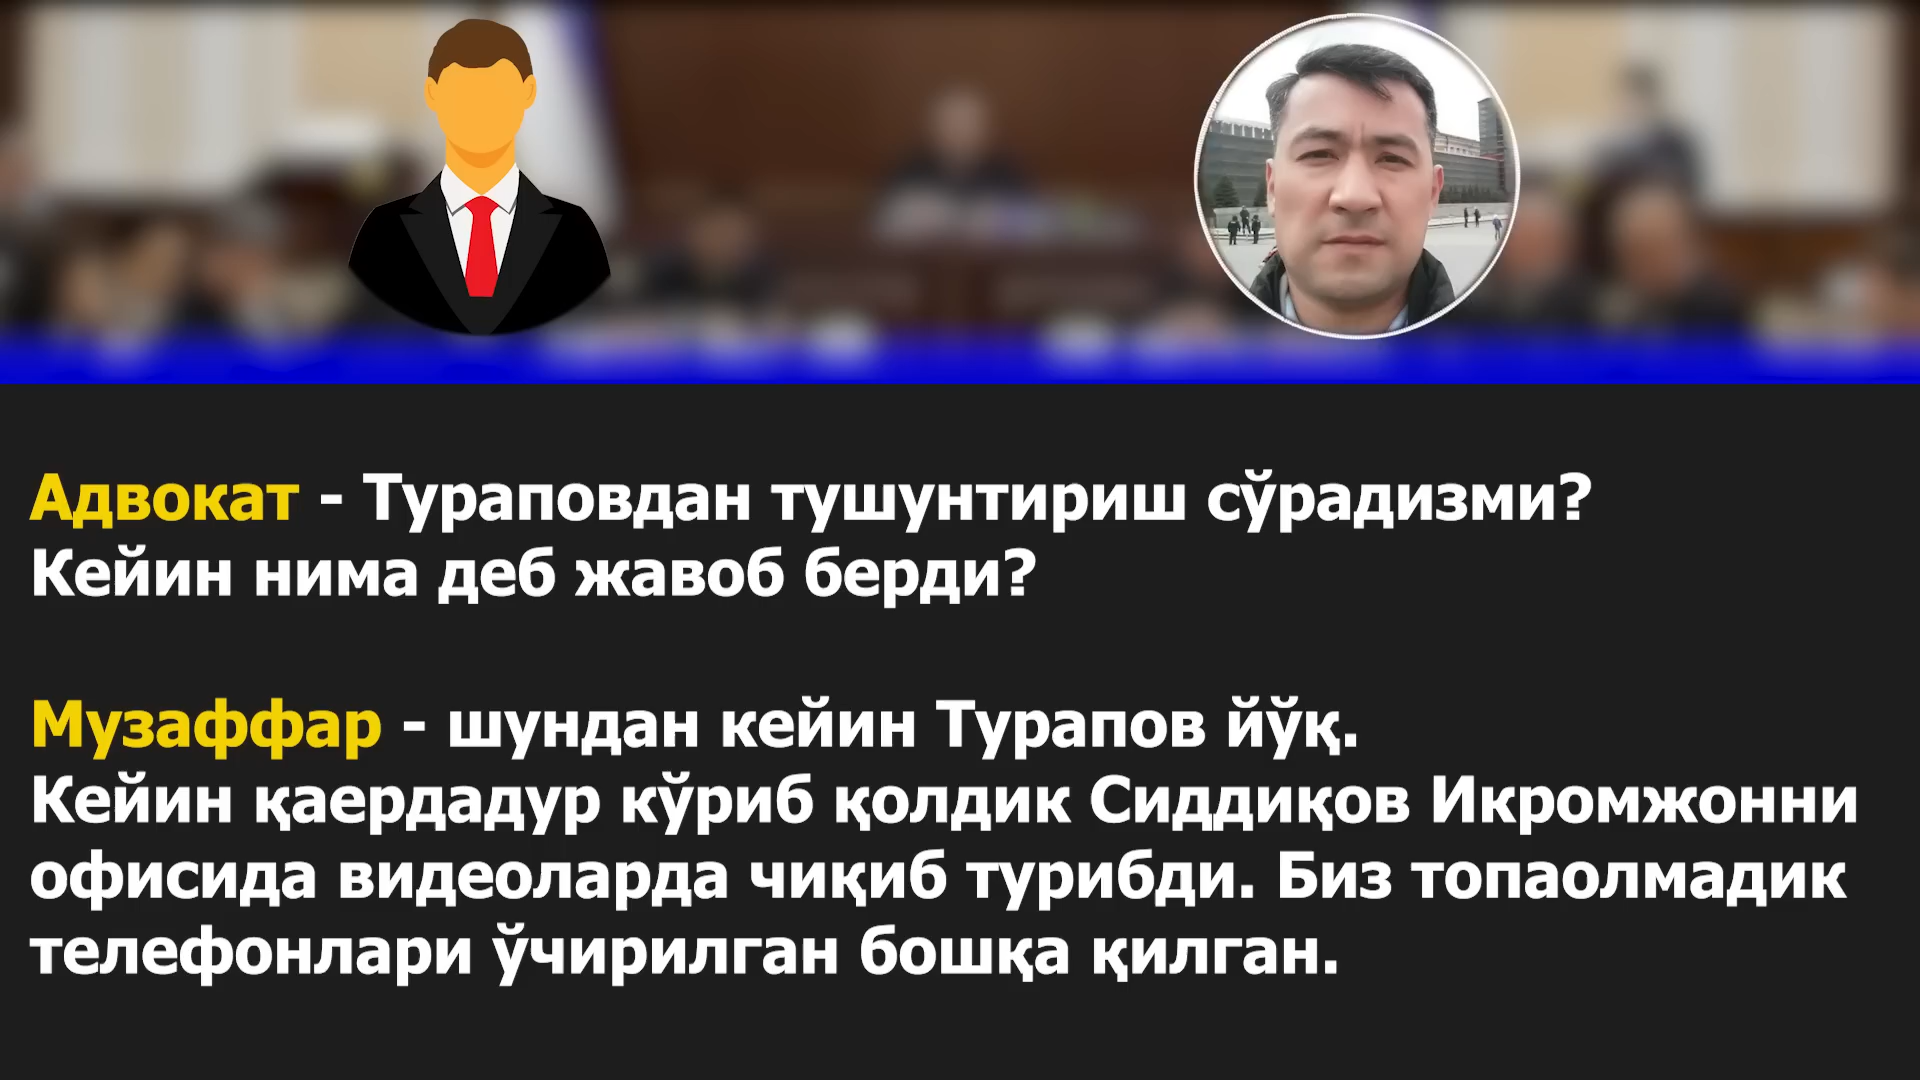 Адвокат - Тураповдан тушунтириш сўрадизми?
Кейин нима деб жавоб берди?
Музаффар - шундан кейин Турапов йўқ.
Кейин қаердадур кўриб қолдик Сиддиқов Икромжонни
офисида видеоларда чиқиб турибди. Биз топаолмадик
телефонлари ўчирилган бошқа қилган.